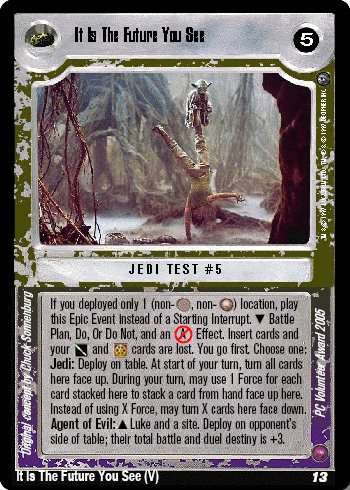 It Is The Future You See
5
JEDI TEST #5
If you deployed only 1 (non- , non- ) location, play
this Epic Event instead of a Starting Interrupt. ▼ Battle
Plan, Do, Or Do Not, and an Effect. Insert cards and
your and cards are lost. You go first. Choose one:
Jedi: Deploy on table. At start of your turn, turn all cards
here face up. During your turn, may use 1 Force for each
card stacked here to stack a card from hand face up here.
Instead of using X Force, may turn X cards here face down.
Agent of Evil: ▲ Luke and a site. Deploy on opponent's
side of table; their total and duel destiny is +3.
Original concept by Chuck Sonnenburg
PC Volunteer Award 2005
It Is The Future You See (V)
13